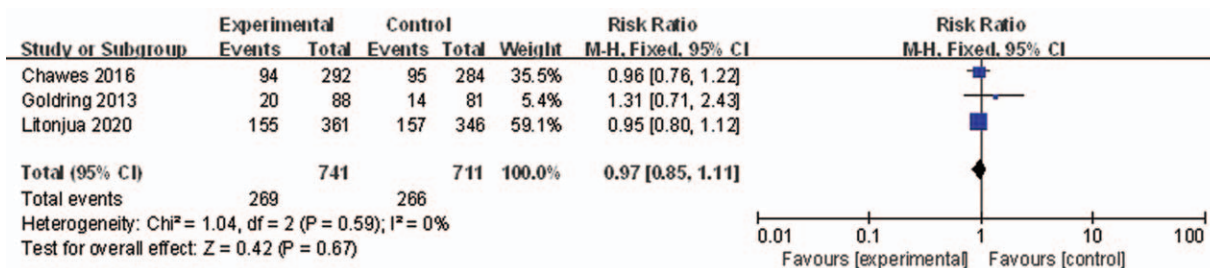 Experimental Control Risk Ratio Risk Ratio
Study or Subgroup Events Total Events Total Weight M-H, Fixed, 95% CI M-H, Fixed, 95% CI
Chawes 2016 94 292 95 284 35.5% 0.96 [0.76, 1.22]
Goldring 2013 20 88 14 81 5.4% 1.31 [0.71, 2.43]
Litonjua 2020 155 361 157 346 59.1% 0.95 [0.80, 1.12]
Total (95% CI) 741 711 100.0% 0.97 [0.85, 1.11]
Total events 269 266
Heterogeneity: Chi² = 1.04, df = 2 (P = 0.59); I² = 0%
Test for overall effect: Z = 0.42 (P = 0.67)
0.01 0.1 1 10 100
Favours [experimental] Favours [control]